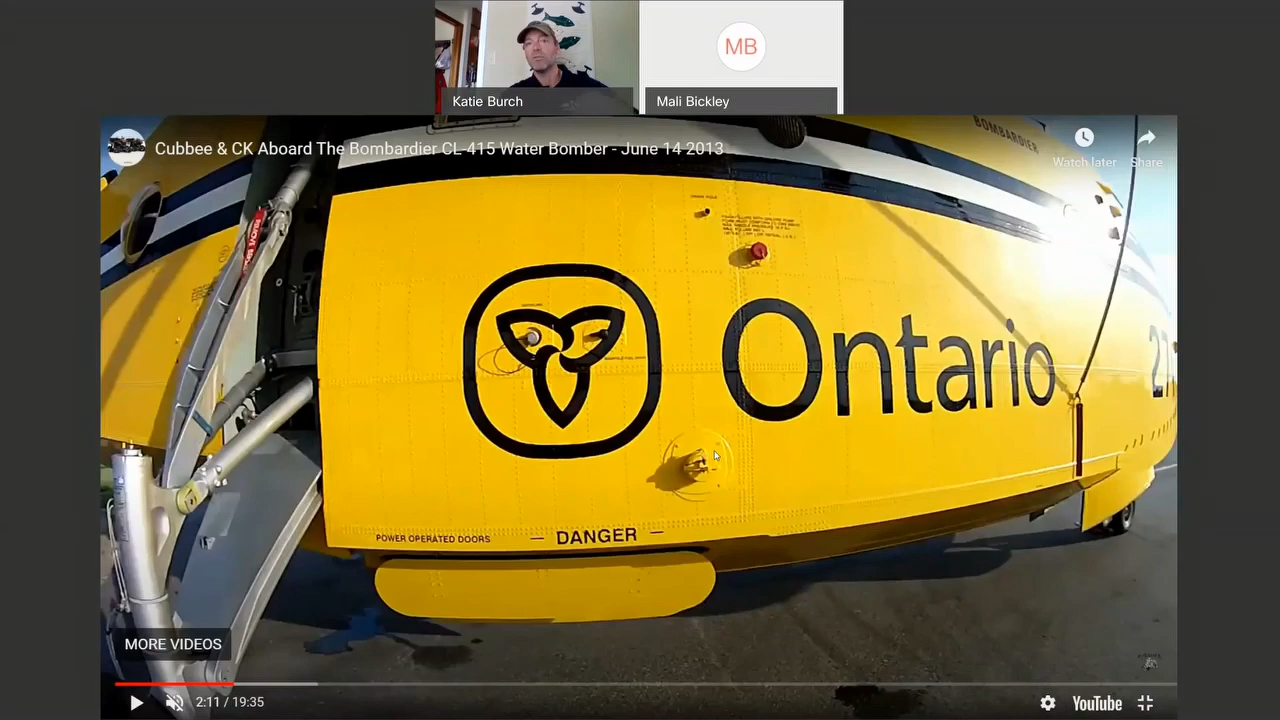 MB
Katie Burch
Mali Bickley
Cubbee & CK Aboard The Bombardier CL-415 Water Bomber - June 14 2013
Watch later
Share
BOMBARDIER
Ontario
27
POWER OPERATED DOORS
— DANGER —
MORE VIDEOS
2:11 / 19:35
YouTube